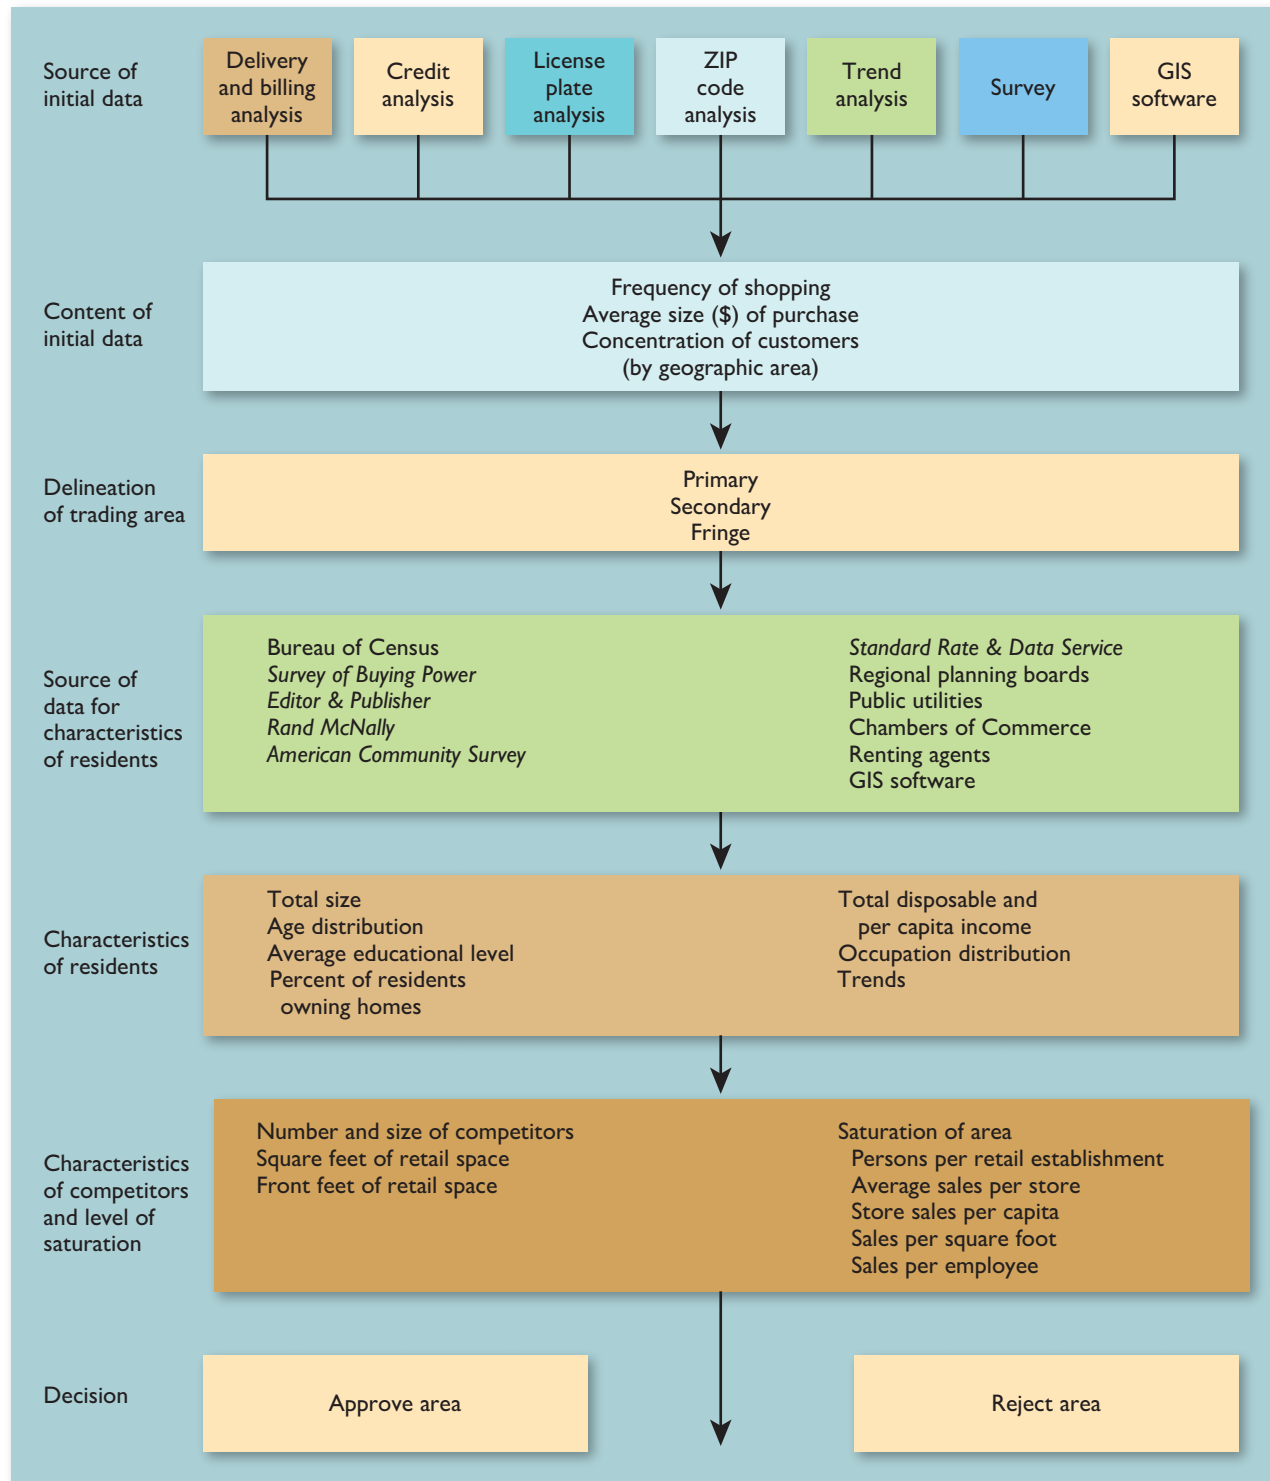 Source of
initial data
Delivery
and billing
analysis
Credit
analysis
License
plate
analysis
ZIP
code
analysis
Trend
analysis
Survey
GIS
software
Content of
initial data
Frequency of shopping
Average size ($) of purchase
Concentration of customers
(by geographic area)
Delineation
of trading area
Primary
Secondary
Fringe
Source of
data for
characteristics
of residents
Bureau of Census
Survey of Buying Power
Editor & Publisher
Rand McNally
American Community Survey
Standard Rate & Data Service
Regional planning boards
Public utilities
Chambers of Commerce
Renting agents
GIS software
Characteristics
of residents
Total size
Age distribution
Average educational level
Percent of residents
owning homes
Total disposable and
per capita income
Occupation distribution
Trends
Characteristics
of competitors
and level of
saturation
Number and size of competitors
Square feet of retail space
Front feet of retail space
Saturation of area
Persons per retail establishment
Average sales per store
Store sales per capita
Sales per square foot
Sales per employee
Decision
Approve area
Reject area